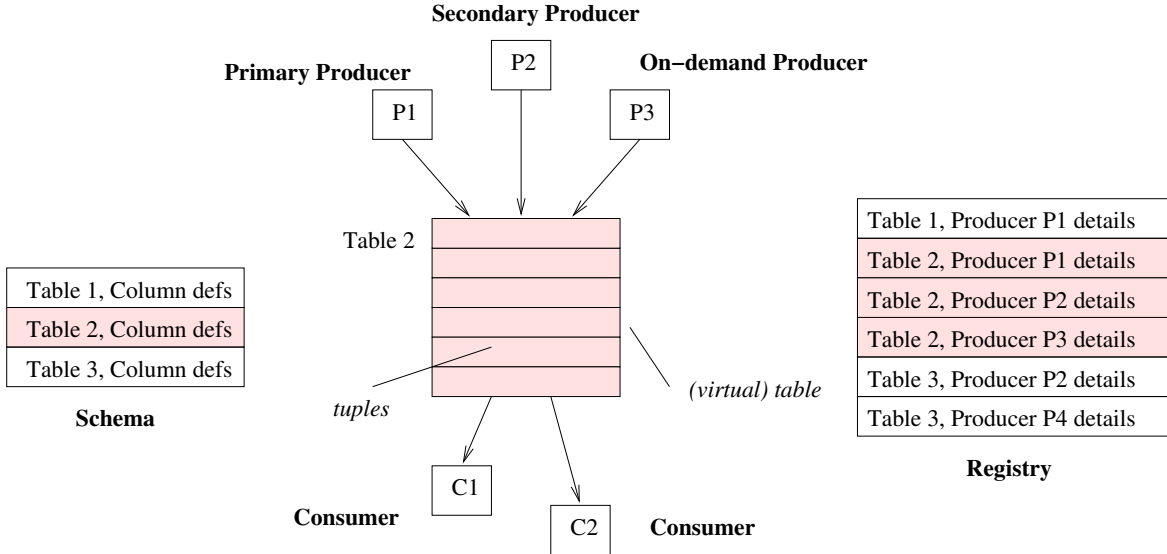 Secondary Producer
P2
Primary Producer
On-demand Producer
P1
P3
Table 2
Table 1, Column defs
Table 2, Column defs
Table 3, Column defs
Schema
tuples
(virtual) table
Table 1, Producer P1 details
Table 2, Producer P1 details
Table 2, Producer P2 details
Table 2, Producer P3 details
Table 3, Producer P2 details
Table 3, Producer P4 details
Registry
C1
Consumer
C2
Consumer